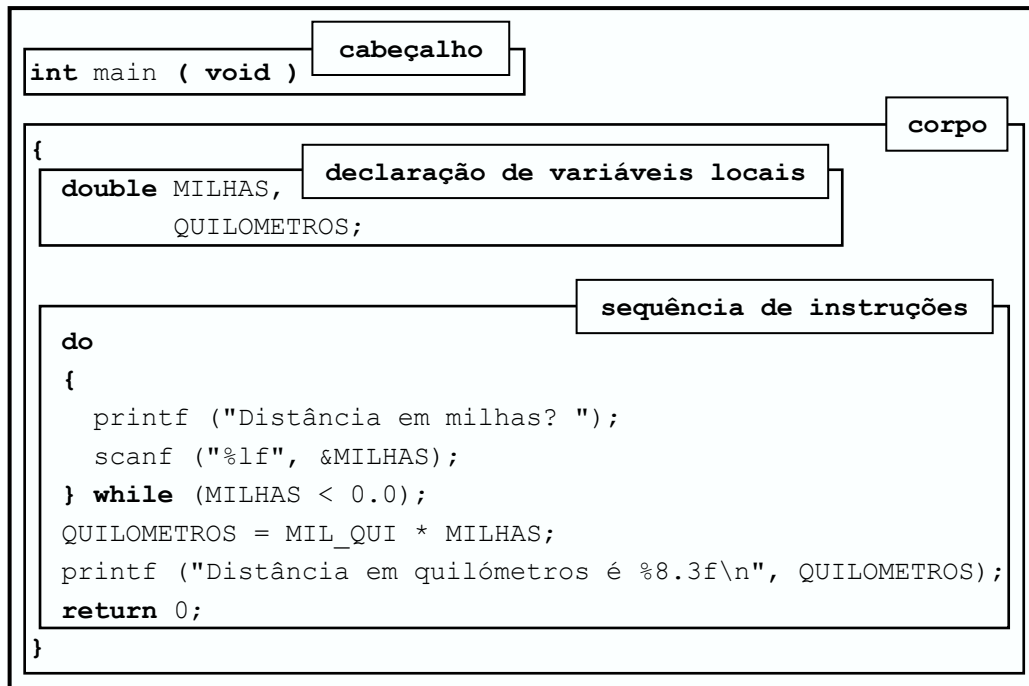 cabeçalho
int main ( void )
corpo
{
declaração de variáveis locais
double MILHAS,
QUILOMETROS;
sequência de instruções
do
{
printf ("Distância em milhas? ");
scanf ("%lf", &MILHAS);
} while (MILHAS < 0.0);
QUILOMETROS = MIL_QUI * MILHAS;
printf ("Distância em quilómetros é %8.3f\n", QUILOMETROS);
return 0;
}